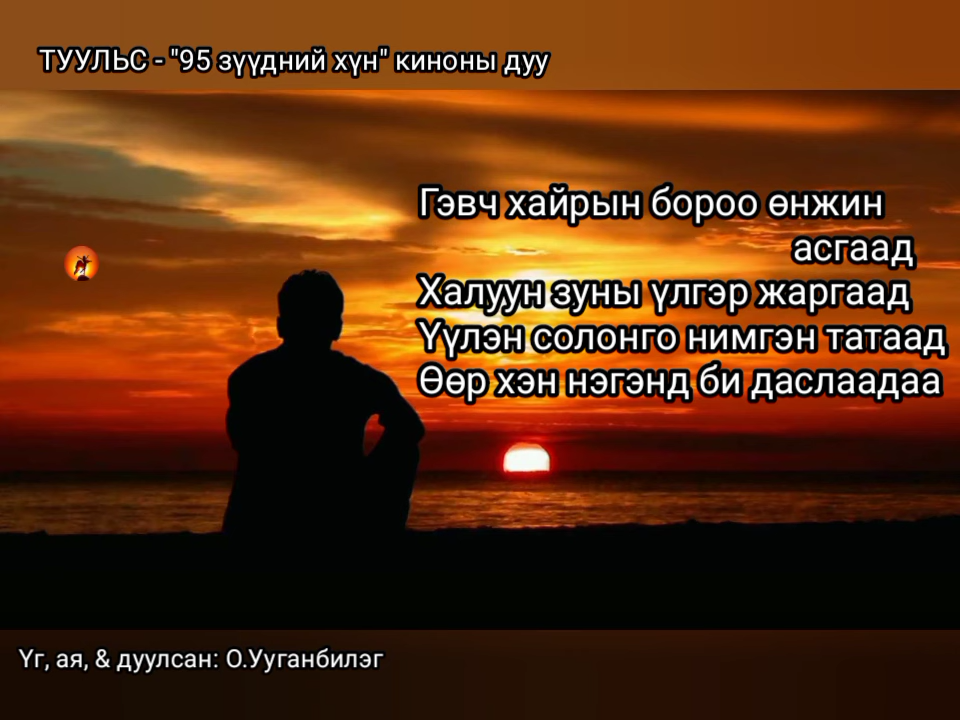 ТУУЛЬС - "95 зүүдний хүн" киноны дуу
Гэвч хайрын бороо өнжин
асгаад
Халуун зуны үлгэр жаргаад
Үүлэн солонго нимгэн татаад
Өөр хэн нэгэнд би даслаадаа
Үг, ая, & дуулсан: О.Ууганбилэг